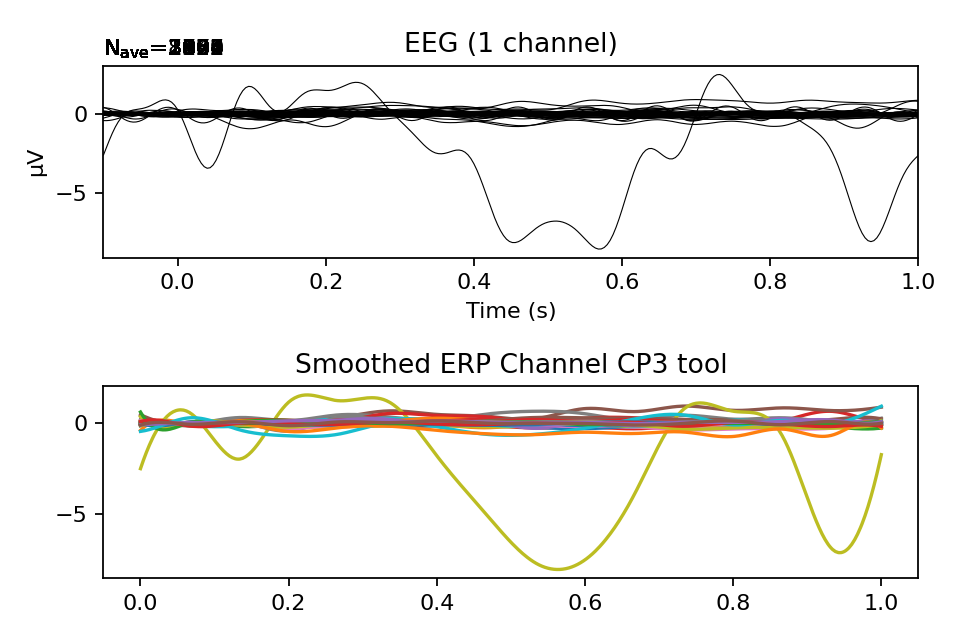 EEG (1 channel)
Nave=
0
−5
µV
0.0 0.2 0.4 0.6 0.8 1.0
Time (s)
Smoothed ERP Channel CP3 tool
0
−5
0.0 0.2 0.4 0.6 0.8 1.0